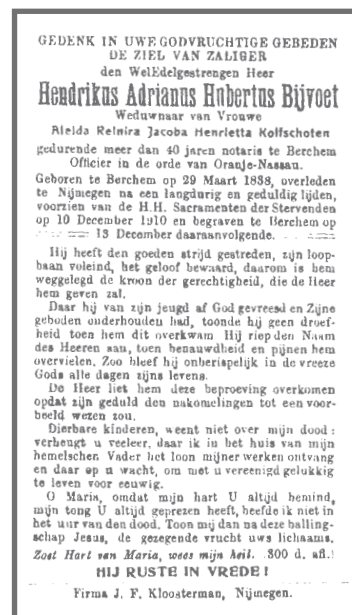 GEDENK IN UWE GODVRUCHTIGE GEBEDEN
DE ZIEL VAN ZALIGER
den WelEdelgestrengen Heer
Hendrikus Adrianus Hubertus Bijvoet
Weduwnaar van Vrouwe
Aleida Reinira Jacoba Henrietta Kolfschoten
gedurende meer dan 40 jaren notaris te Berchem
Officier in de orde van Oranje-Nassau.
Geboren te Berchem op 29 Maart 1838, overleden
te Nijmegen na een langdurig en geduldig lijden,
voorzien van de H.H. Sacramenten der Stervenden
op 10 December 1910 en begraven te Berchem op
13 December daaraanvolgende.
Hij heeft den goeden strijd gestreden, zijn loop-
baan voleind, het geloof bewaard, daarom is hem
weggelegd de kroon der gerechtigheid, die de Heer
hem geven zal.
Daar hij van zijn jeugd af God gevreesd en Zijne
geboden onderhouden had, toonde hij geen droef-
heid toen hem dit overkwam Hij riep den Naam
des Heeren aan, toen benauwdheid en pijnen hem
overvielen. Zoo bleef hij onberispelijk in de vreeze
Gods alle dagen zijns levens.
De Heer liet hem deze beproeving overkomen
opdat zijn geduld den nakomelingen tot een voor-
beeld wezen zou.
Dierbare kinderen, weent niet over mijn dood:
verheugt u veeleer, daar ik in het huis van mijn
hemelschen Vader het loon mijner werken ontvang
en daar op u wacht, om met u vereenigd gelukkig
te leven voor eeuwig.
O Maria, omdat mijn hart U altijd bemind,
mijn tong U altijd geprezen heeft, beefde ik niet in
het uur van den dood. Toon mij dan na deze balling-
schap Jesus, de gezegende vrucht uws lichaams.
Zoet Hart van Maria, wees mijn heil. 300 d. afl.!
HIJ RUSTE IN VREDE!
Firma J. F. Kloosterman, Nijmegen.